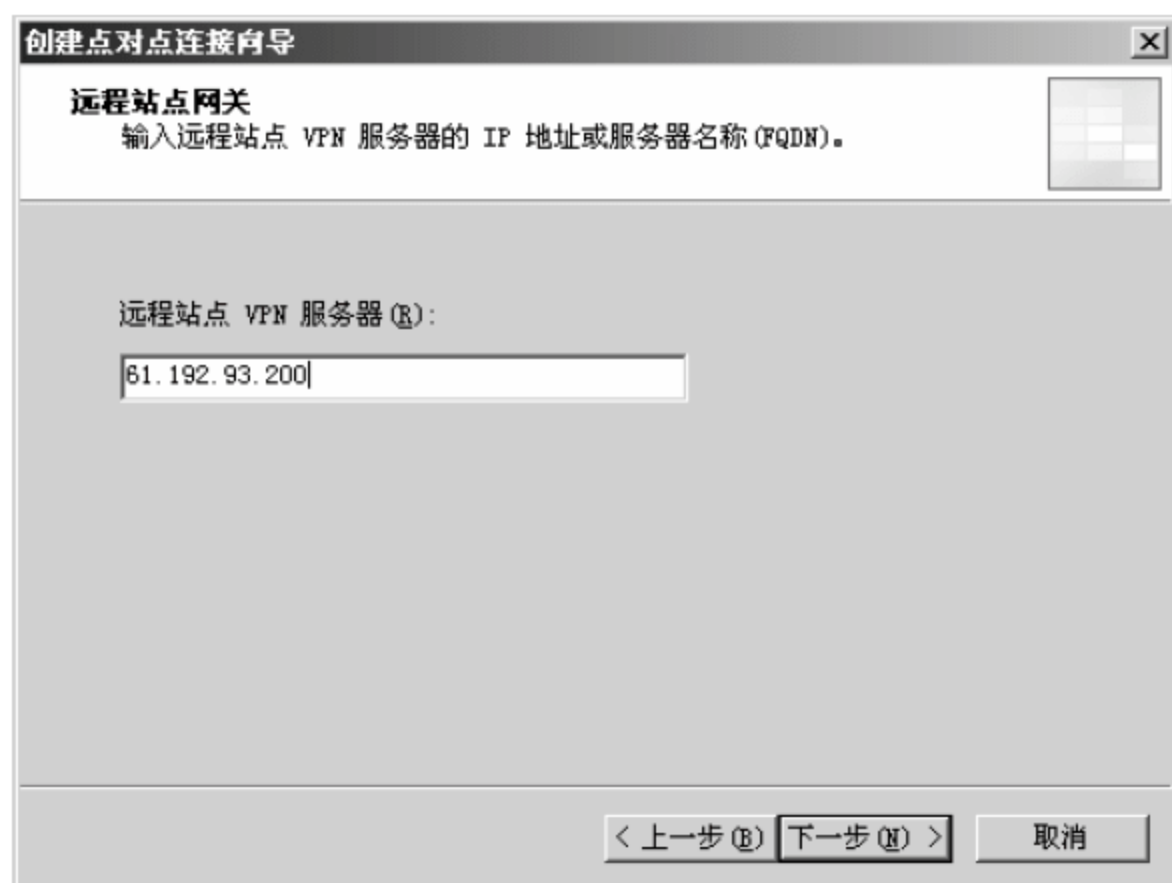 创建点对点连接向导
远程站点网关
输入远程站点 VPN 服务器的 IP 地址或服务器名称(FQDN)。
远程站点 VPN 服务器(R):
61.192.93.200
< 上一步(B) 下一步(N) > 取消